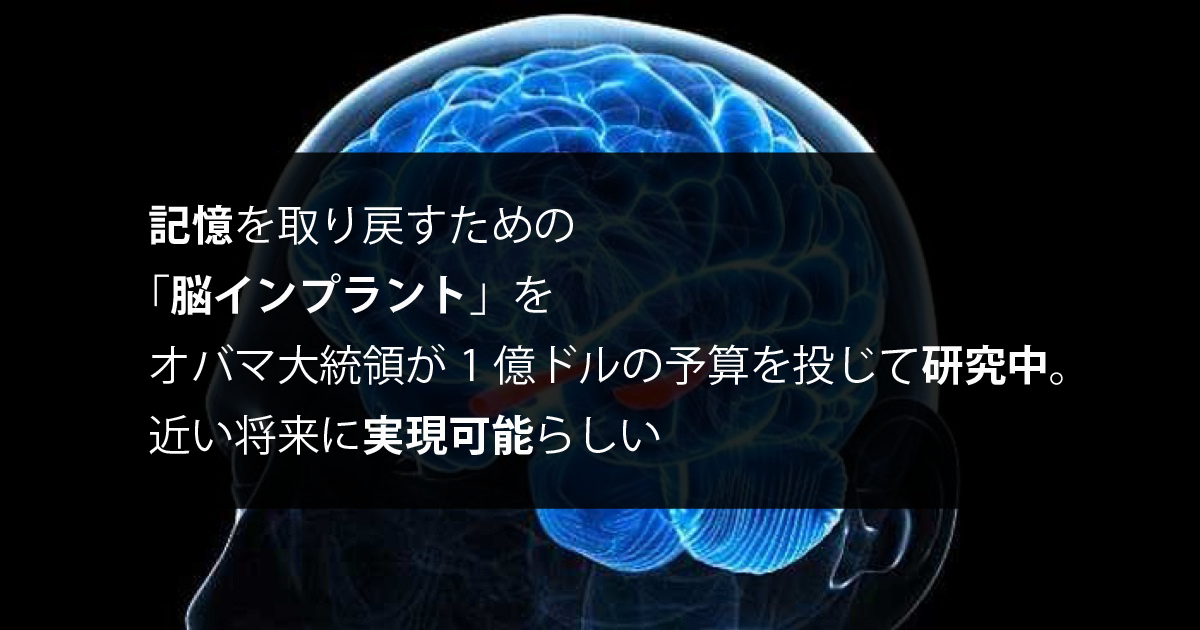 記憶を取り戻すための
「脳インプラント」を
オバマ大統領が1億ドルの予算を投じて研究中。
近い将来に実現可能らしい